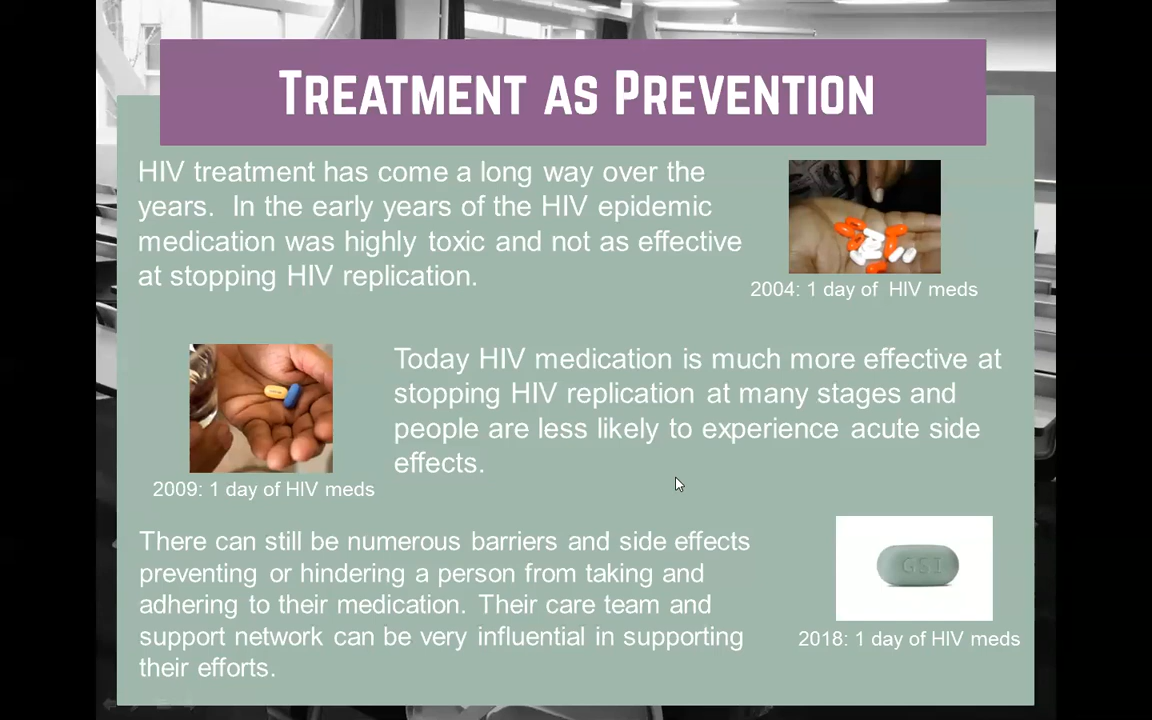 TREATMENT AS PREVENTION
HIV treatment has come a long way over the
years.  In the early years of the HIV epidemic
medication was highly toxic and not as effective
at stopping HIV replication.
2004: 1 day of  HIV meds
Today HIV medication is much more effective at
stopping HIV replication at many stages and
people are less likely to experience acute side
effects.
2009: 1 day of HIV meds
There can still be numerous barriers and side effects
preventing or hindering a person from taking and
adhering to their medication.  Their care team and
support network can be very influential in supporting
their efforts.
GSI
2018: 1 day of HIV meds